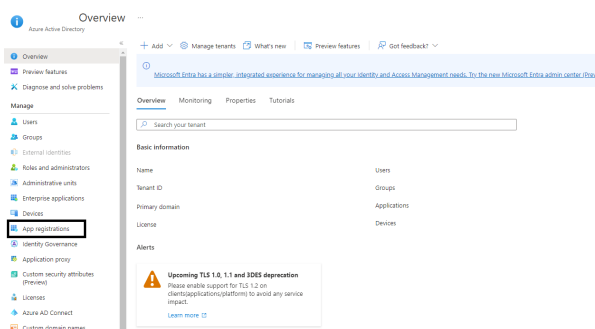 Overview
Azure Active Directory
Overview
Preview features
Diagnose and solve problems
Manage
Users
Groups
External Identities
Roles and administrators
Administrative units
Enterprise applications
Devices
App registrations
Identity Governance
Application proxy
Custom security attributes
(Preview)
Licenses
Azure AD Connect
Custom domain names
Add
Manage tenants
What's new
Preview features
Got feedback?
Microsoft Entra has a simpler, integrated experience for managing all your Identity and Access Management needs. Try the new Microsoft Entra admin center (Prev
Overview Monitoring Properties Tutorials
Search your tenant
Basic information
Name
Users
Tenant ID
Groups
Primary domain
Applications
License
Devices
Alerts
Upcoming TLS 1.0, 1.1 and 3DES deprecation
Please enable support for TLS 1.2 on
clients(applications/platform) to avoid any service
impact.
Learn more